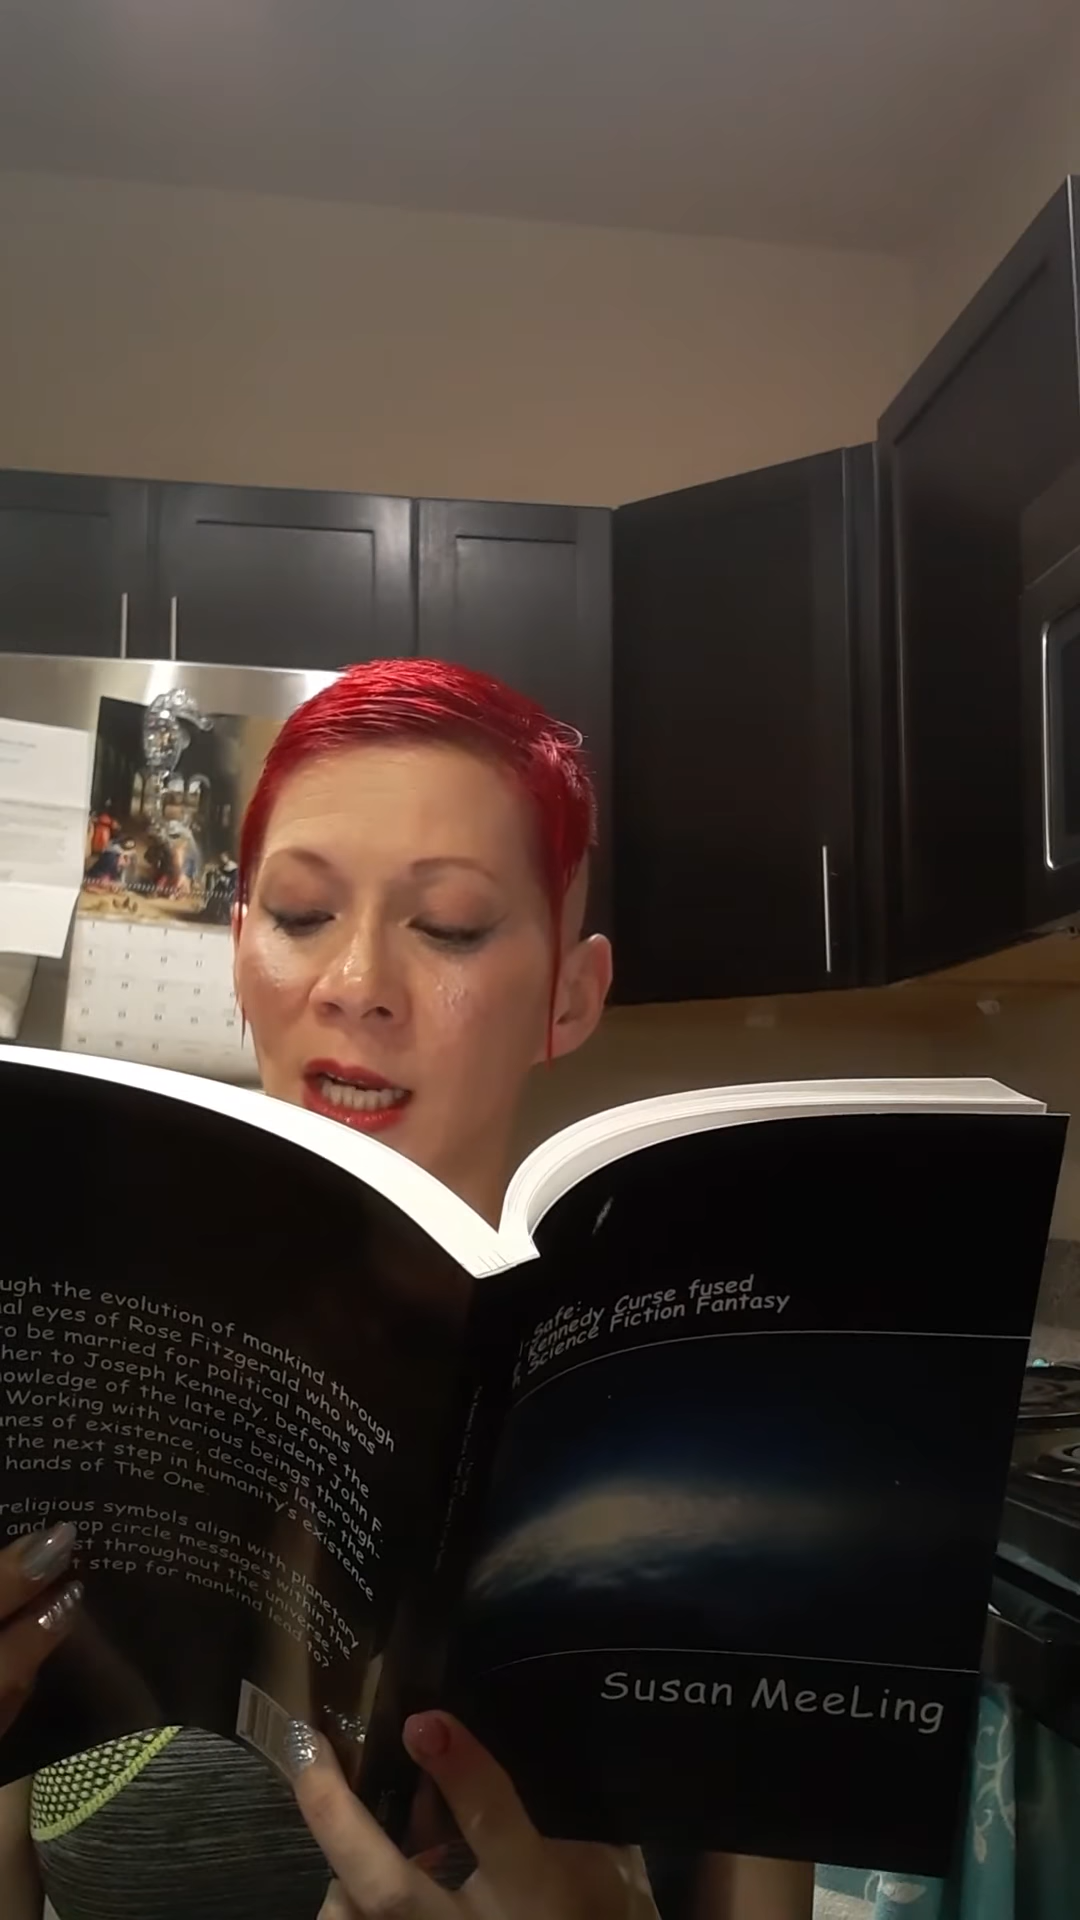 ugh the evolution of mankind through
al eyes of Rose Fitzgerald who was
to be married for political means
her to Joseph Kennedy, before the
owledge of the late President John F.
Working with various beings through-
nes of existence, decades later the
the next step in humanity's existence
hands of The One.
religious symbols align with planetary
and crop circle messages within the
st throughout the universe.
t step for mankind lead to?
-Safe:
Kennedy Curse fused
Science Fiction Fantasy
Susan MeeLing